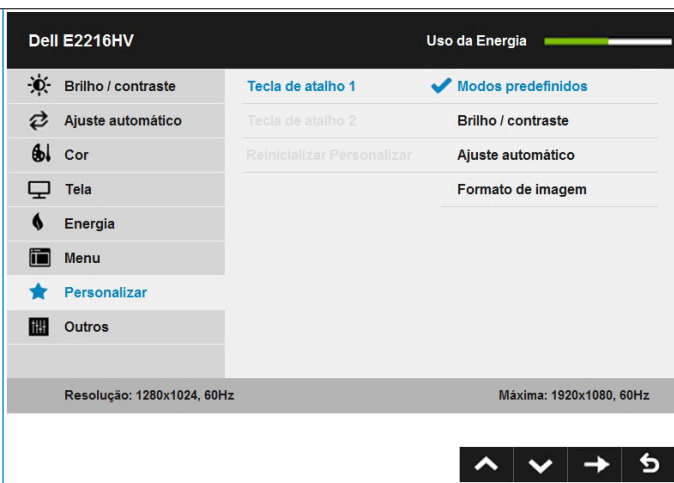 Dell E2216HV
Uso da Energia
Brilho / contraste
Tecla de atalho 1
Modos predefinidos
Ajuste automático
Tecla de atalho 2
Brilho / contraste
Cor
Reinicializar Personalizar
Ajuste automático
Tela
Formato de imagem
Energia
Menu
Personalizar
Outros
Resolução: 1280x1024, 60Hz
Máxima: 1920x1080, 60Hz